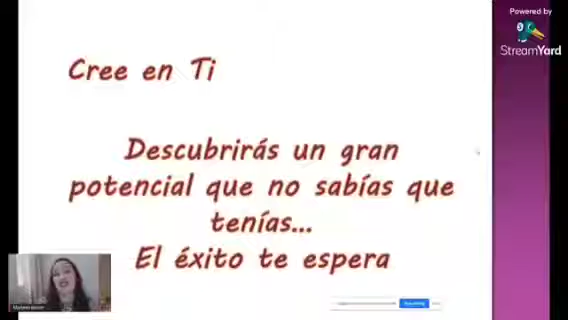 Powered by
StreamYard
Cree en Ti
Descubrirás un gran
potencial que no sabías que
tenías...
El éxito te espera